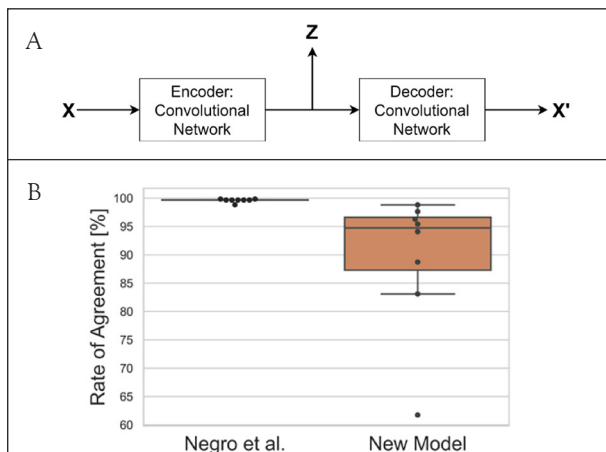 A
Z
X
Encoder:
Convolutional
Network
Decoder:
Convolutional
Network
X'
B
Rate of Agreement [%]
100
95
90
85
80
75
70
65
60
Negro et al.
New Model